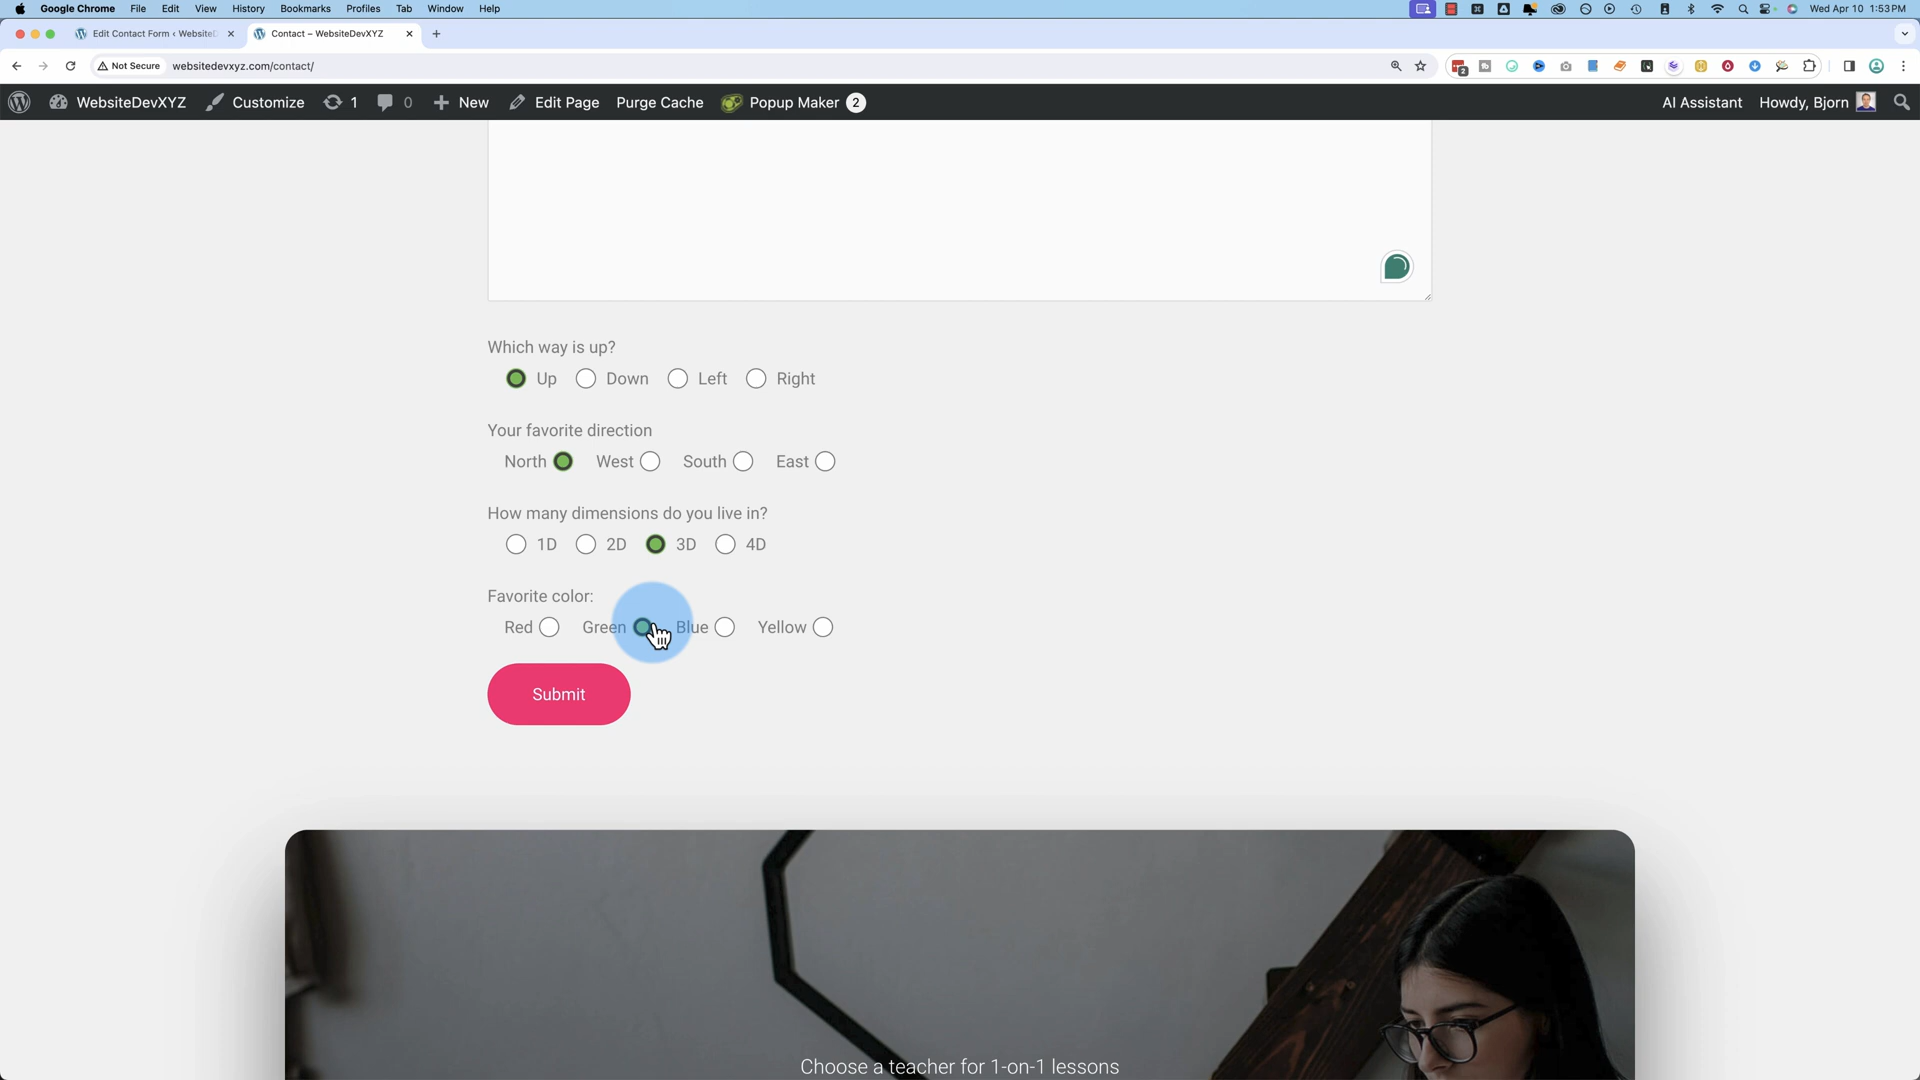 Google Chrome File Edit View History Bookmarks Profiles Tab Window Help Wed Apr 10 1:53 PM
Edit Contact Form ‹ WebsiteD Contact – WebsiteDevXYZ
Not Secure websitedevxyz.com/contact/ 2
WebsiteDevXYZ Customize 1 0 New Edit Page Purge Cache Popup Maker 2 AI Assistant Howdy, Bjorn
Which way is up?
Up Down Left Right
Your favorite direction
North West South East
How many dimensions do you live in?
1D 2D 3D 4D
Favorite color:
Red Green Blue Yellow
Submit
Choose a teacher for 1-on-1 lessons